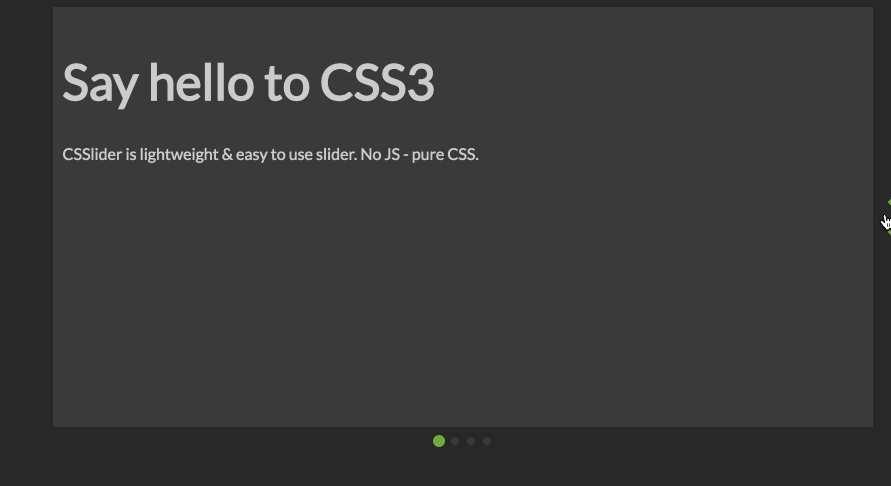 Say hello to CSS3
CSSlider is lightweight & easy to use slider. No JS - pure CSS.